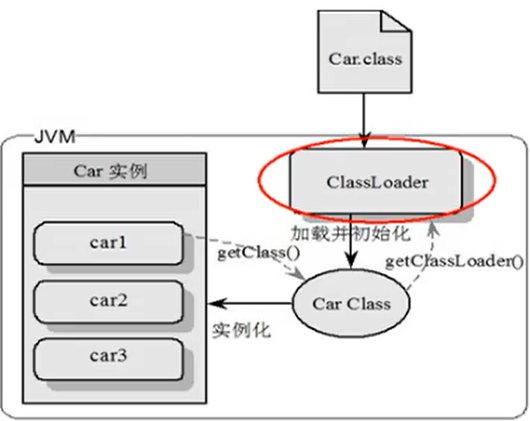 Car.class
JVM
Car 实例
ClassLoader
加载并初始化
car1
getClass()
getClassLoader()
car2
Car Class
实例化
car3